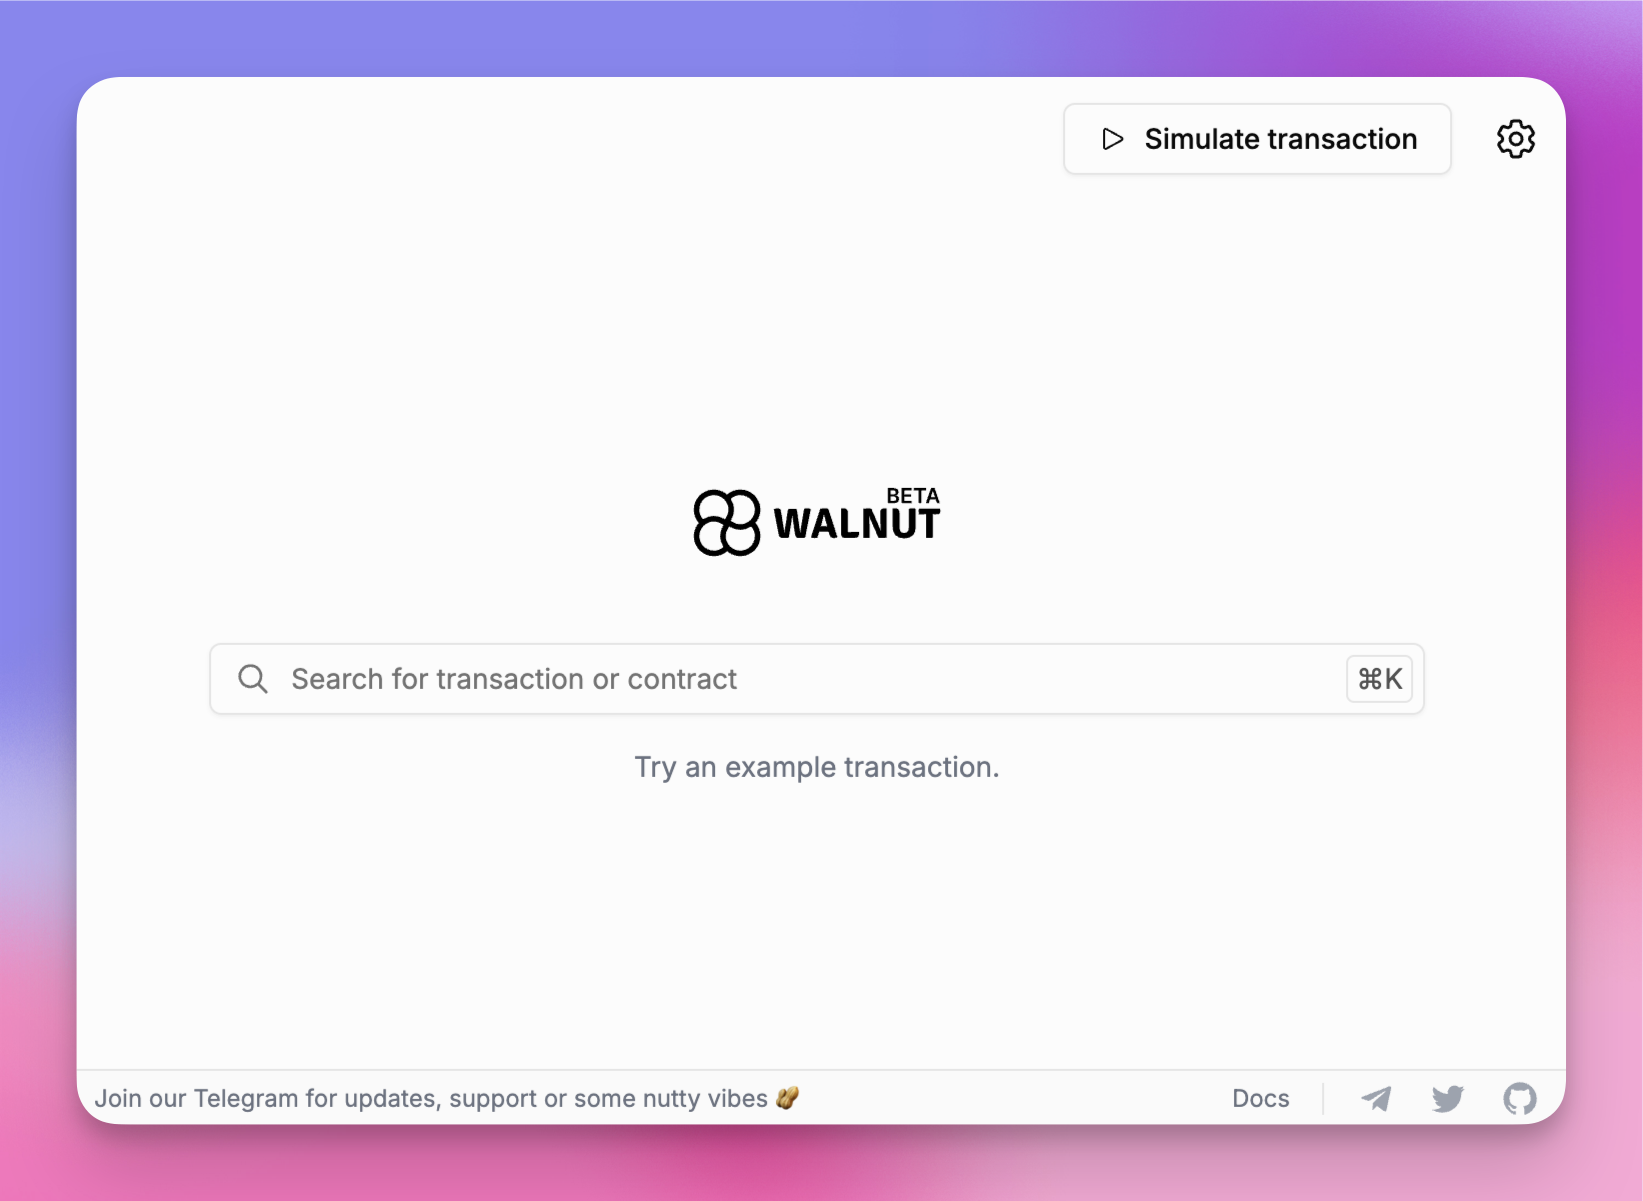 Simulate transaction
BETA
WALNUT
Search for transaction or contract
⌘K
Try an example transaction.
Join our Telegram for updates, support or some nutty vibes 🥜
Docs